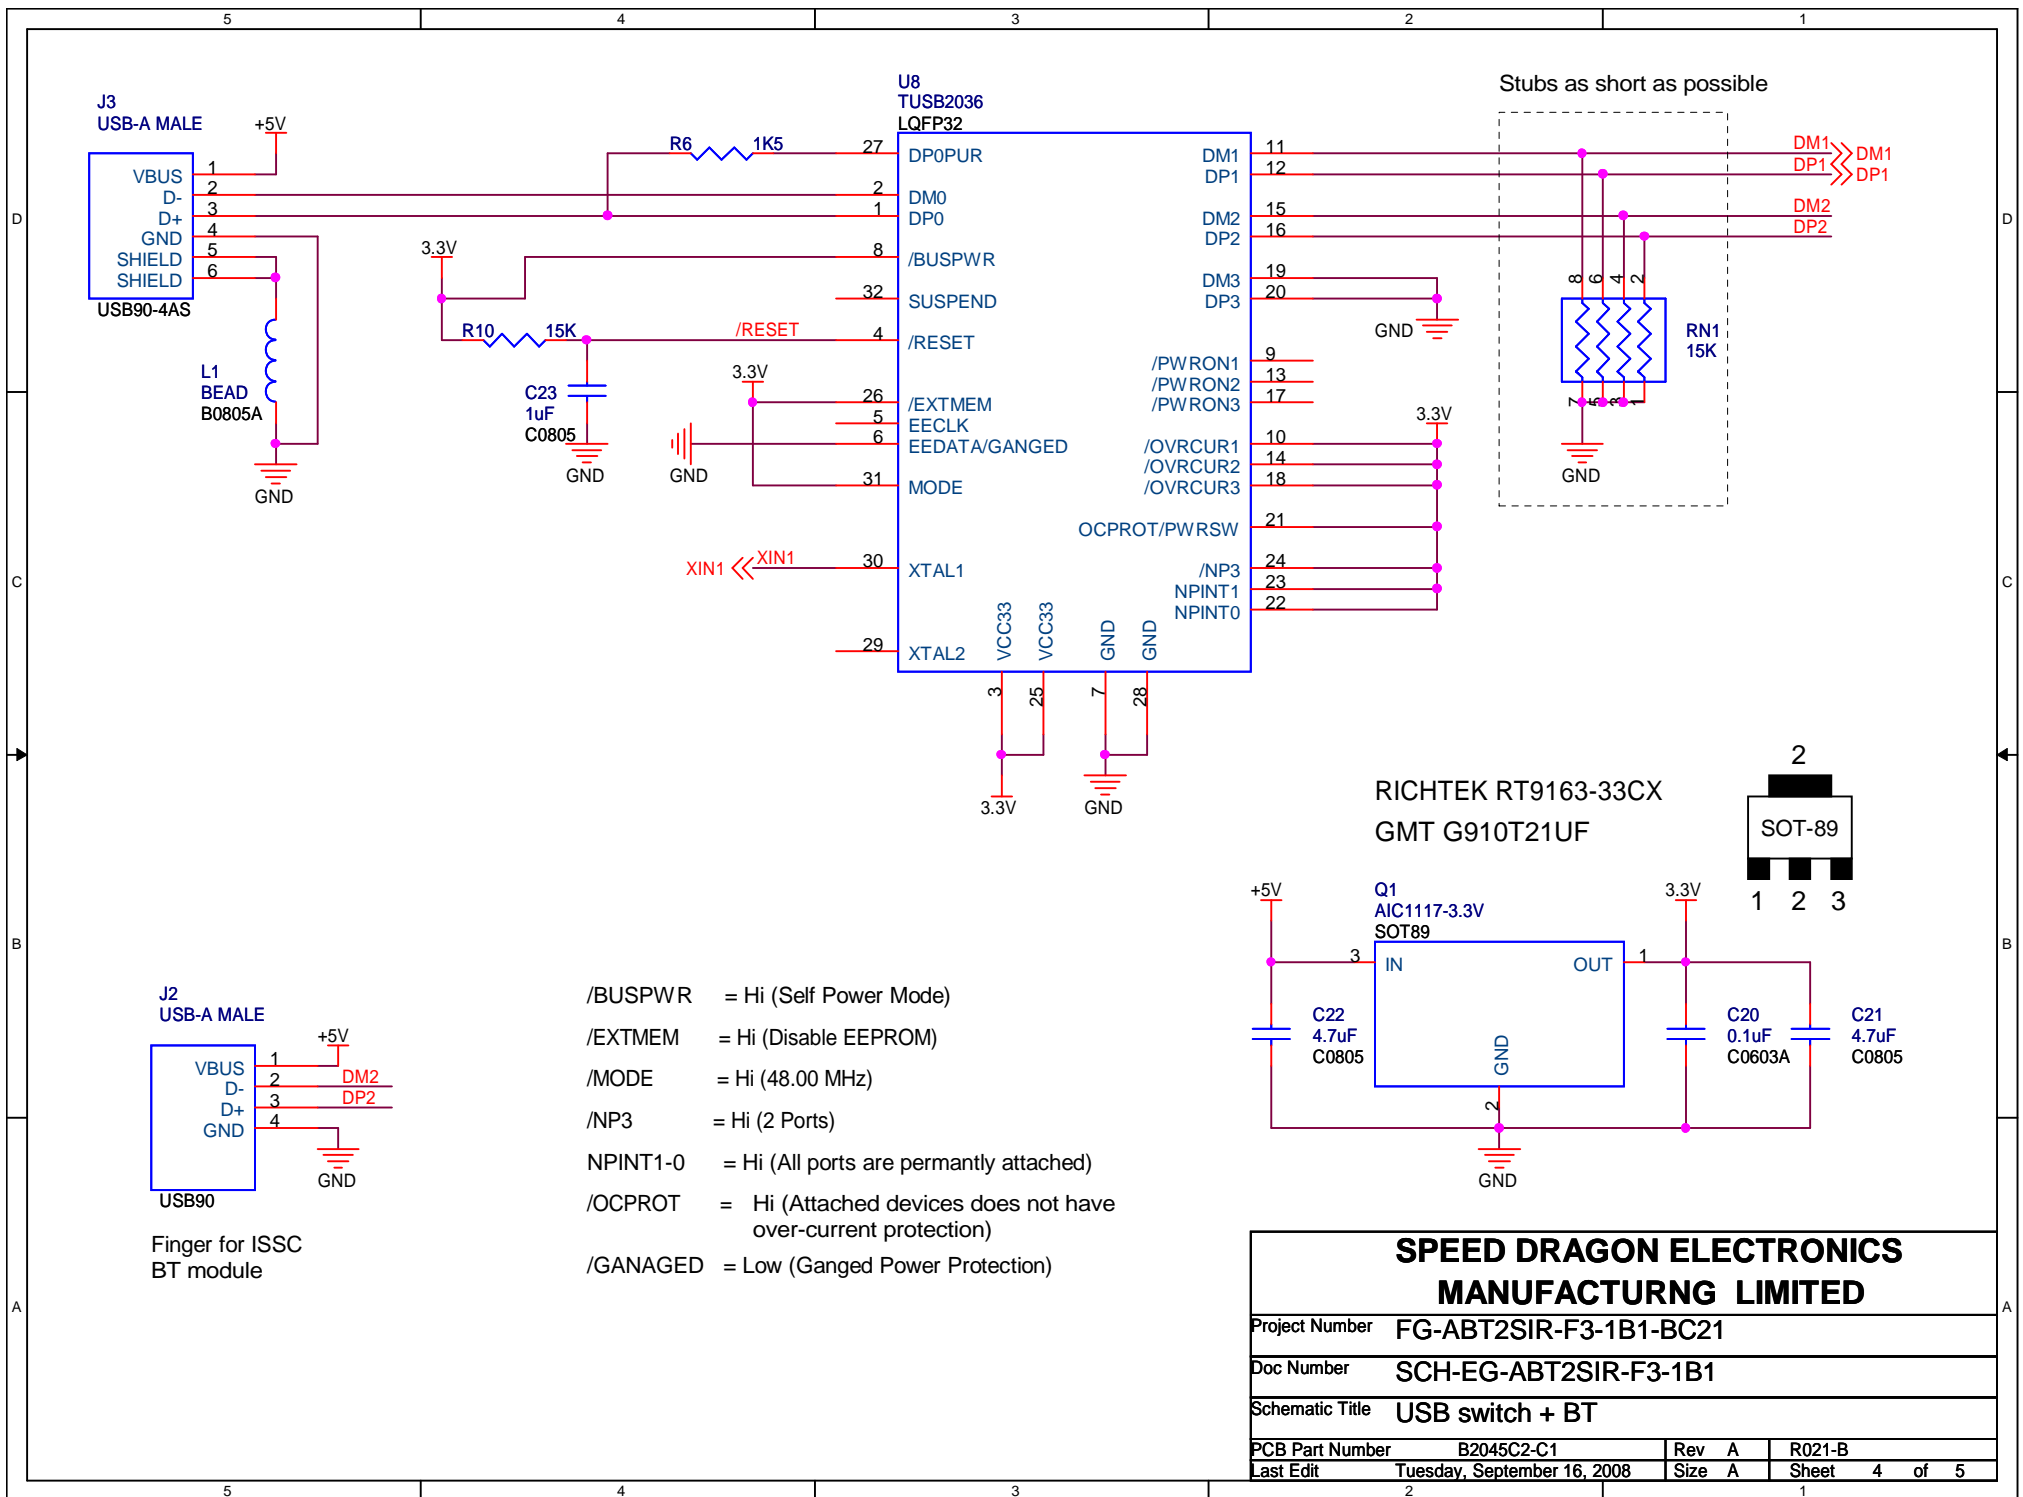 5 4 3 2 1
D
C
B
A
D
C
B
A
5 4 3 2 1
J3
USB-A MALE
+5V
VBUS 1
D- 2
D+ 3
GND 4
SHIELD 5
SHIELD 6
USB90-4AS
L1
BEAD
B0805A
GND
R6 1K5
3.3V
R10 15K
/RESET
C23
1uF
C0805
GND
3.3V
GND
XIN1 XIN1
U8
TUSB2036
LQFP32
27 DP0PUR
2 DM0
1 DP0
8 /BUSPWR
32 SUSPEND
4 /RESET
26 /EXTMEM
5 EECLK
6 EEDATA/GANGED
31 MODE
30 XTAL1
29 XTAL2
DM1 11
DP1 12
DM2 15
DP2 16
DM3 19
DP3 20
/PWRON1 9
/PWRON2 13
/PWRON3 17
/OVRCUR1 10
/OVRCUR2 14
/OVRCUR3 18
OCPROT/PWRSW 21
/NP3 24
NPINT1 23
NPINT0 22
VCC33 VCC33 GND GND
3 25 7 28
3.3V GND
GND
3.3V
Stubs as short as possible
DM1 DM1
DP1 DP1
DM2
DP2
8 6 4 2
RN1
15K
7 5 3 1
GND
RICHTEK RT9163-33CX
GMT G910T21UF
2
SOT-89
1 2 3
+5V
Q1
AIC1117-3.3V
SOT89
3.3V
3 IN OUT 1
GND
2
C22
4.7uF
C0805
C20
0.1uF
C0603A
C21
4.7uF
C0805
GND
J2
USB-A MALE
+5V
VBUS 1
D- 2 DM2
D+ 3 DP2
GND 4
GND
USB90
Finger for ISSC
BT module
/BUSPWR = Hi (Self Power Mode)
/EXTMEM = Hi (Disable EEPROM)
/MODE = Hi (48.00 MHz)
/NP3 = Hi (2 Ports)
NPINT1-0 = Hi (All ports are permantly attached)
/OCPROT = Hi (Attached devices does not have
over-current protection)
/GANAGED = Low (Ganged Power Protection)
SPEED DRAGON ELECTRONICS
MANUFACTURNG LIMITED
Project Number FG-ABT2SIR-F3-1B1-BC21
Doc Number SCH-EG-ABT2SIR-F3-1B1
Schematic Title USB switch + BT
PCB Part Number B2045C2-C1 Rev A R021-B
Last Edit Tuesday, September 16, 2008 Size A Sheet 4 of 5